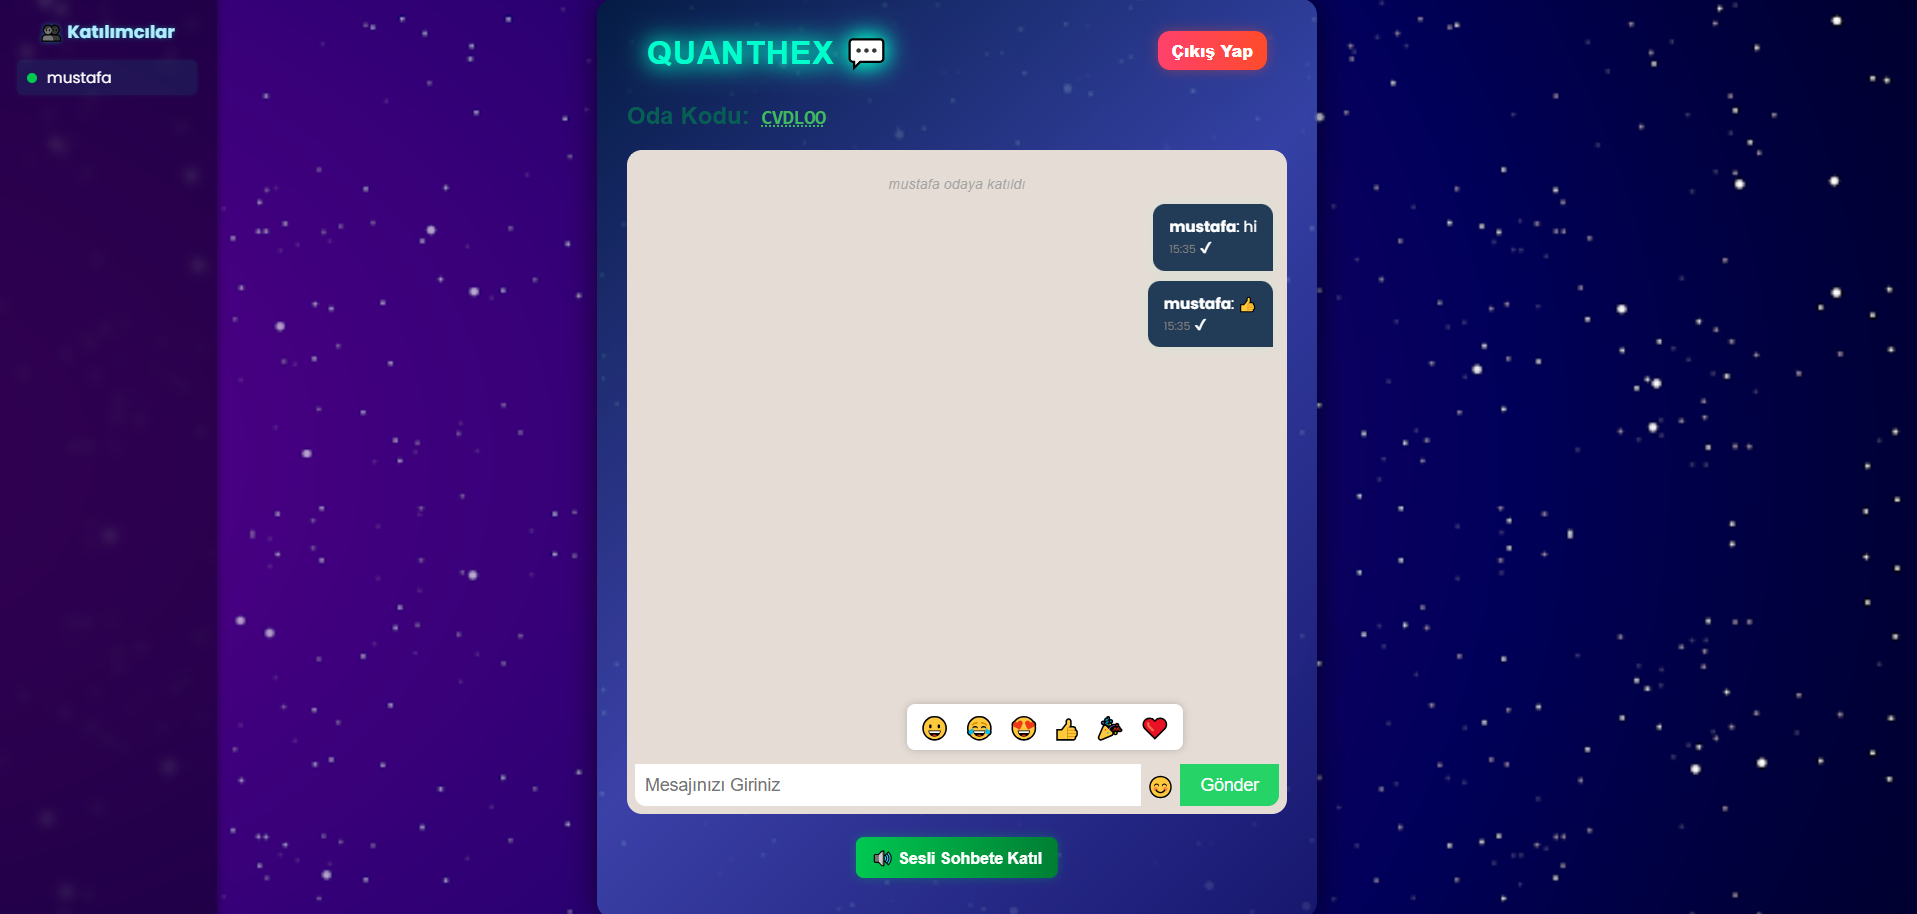 👥 Katılımcılar
mustafa
QUANTHEX 💬
Çıkış Yap
Oda Kodu: CVDLOO
mustafa odaya katıldı
mustafa: hi
15:35 ✓
mustafa: 👍
15:35 ✓
😀 😂 😍 👍 🎉 ❤️
Mesajınızı Giriniz
😊
Gönder
🔊 Sesli Sohbete Katıl